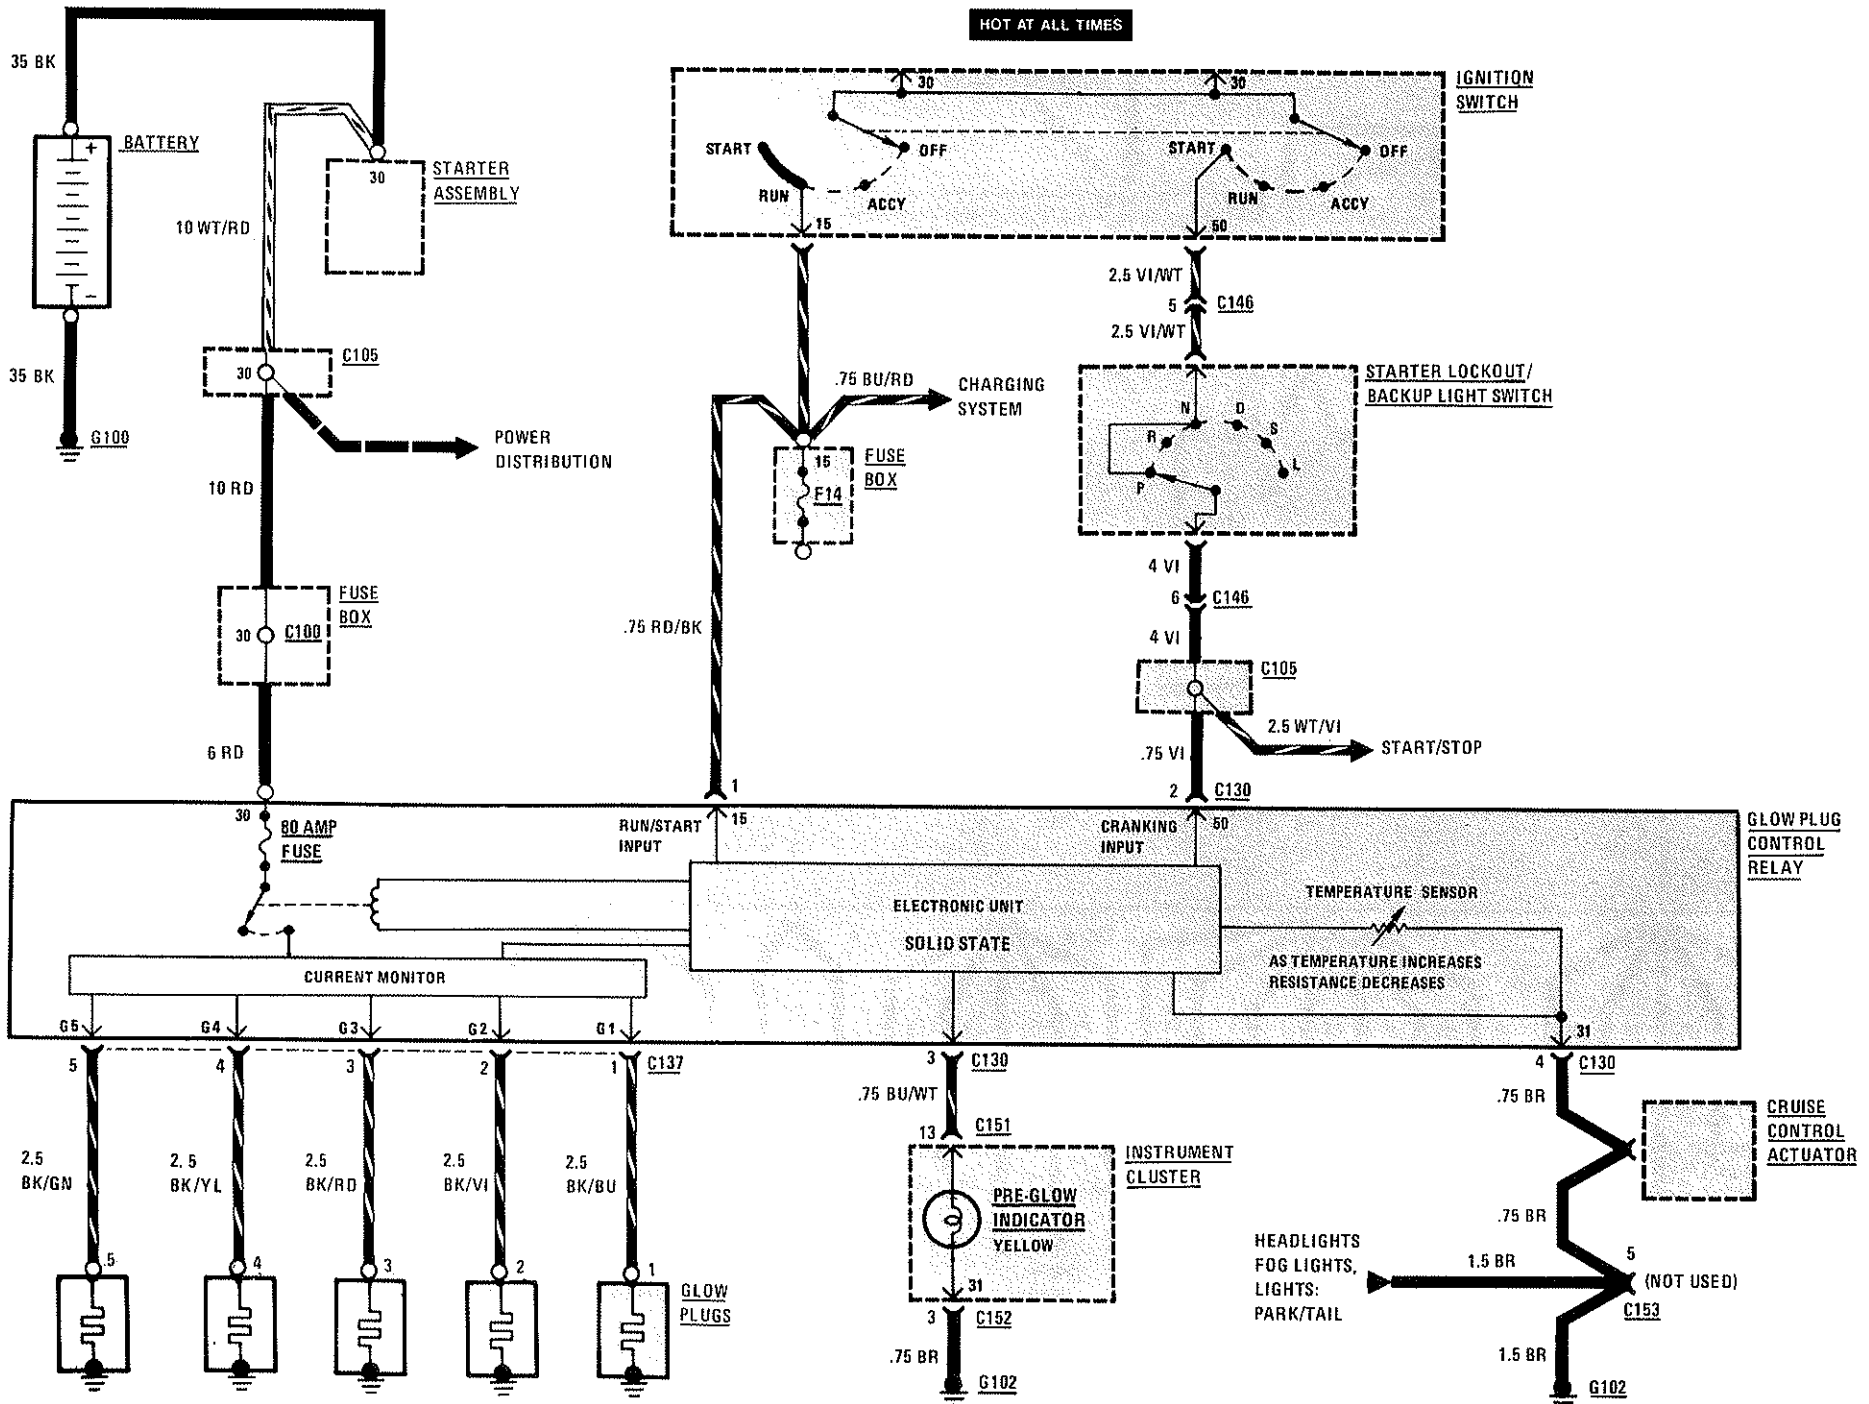 HOT AT ALL TIMES
35 BK
+
BATTERY
–
35 BK
G100
30
STARTER
ASSEMBLY
10 WT/RD
C105
30
POWER
DISTRIBUTION
10 RD
FUSE
BOX
30
C100
6 RD
IGNITION
SWITCH
30
30
START
OFF
RUN
ACCY
15
START
OFF
RUN
ACCY
50
.75 BU/RD
CHARGING
SYSTEM
15
FUSE
BOX
F14
.75 RD/BK
2.5 VI/WT
5
C146
2.5 VI/WT
STARTER LOCKOUT/
BACKUP LIGHT SWITCH
N
D
R
S
P
L
4 VI
6
C146
4 VI
C105
2.5 WT/VI
START/STOP
.75 VI
1
2
C130
30
80 AMP
FUSE
RUN/START
INPUT
15
CRANKING
INPUT
50
GLOW PLUG
CONTROL
RELAY
ELECTRONIC UNIT
SOLID STATE
TEMPERATURE SENSOR
AS TEMPERATURE INCREASES
RESISTANCE DECREASES
CURRENT MONITOR
G5
G4
G3
G2
G1
31
5
4
3
2
1
C137
3
C130
4
C130
.75 BU/WT
.75 BR
13
C151
CRUISE
CONTROL
ACTUATOR
2.5
BK/GN
2.5
BK/YL
2.5
BK/RD
2.5
BK/VI
2.5
BK/BU
INSTRUMENT
CLUSTER
PRE-GLOW
INDICATOR
YELLOW
.75 BR
5
4
3
2
1
GLOW
PLUGS
31
3
C152
.75 BR
G102
HEADLIGHTS
FOG LIGHTS,
LIGHTS:
PARK/TAIL
1.5 BR
5
(NOT USED)
C153
1.5 BR
G102